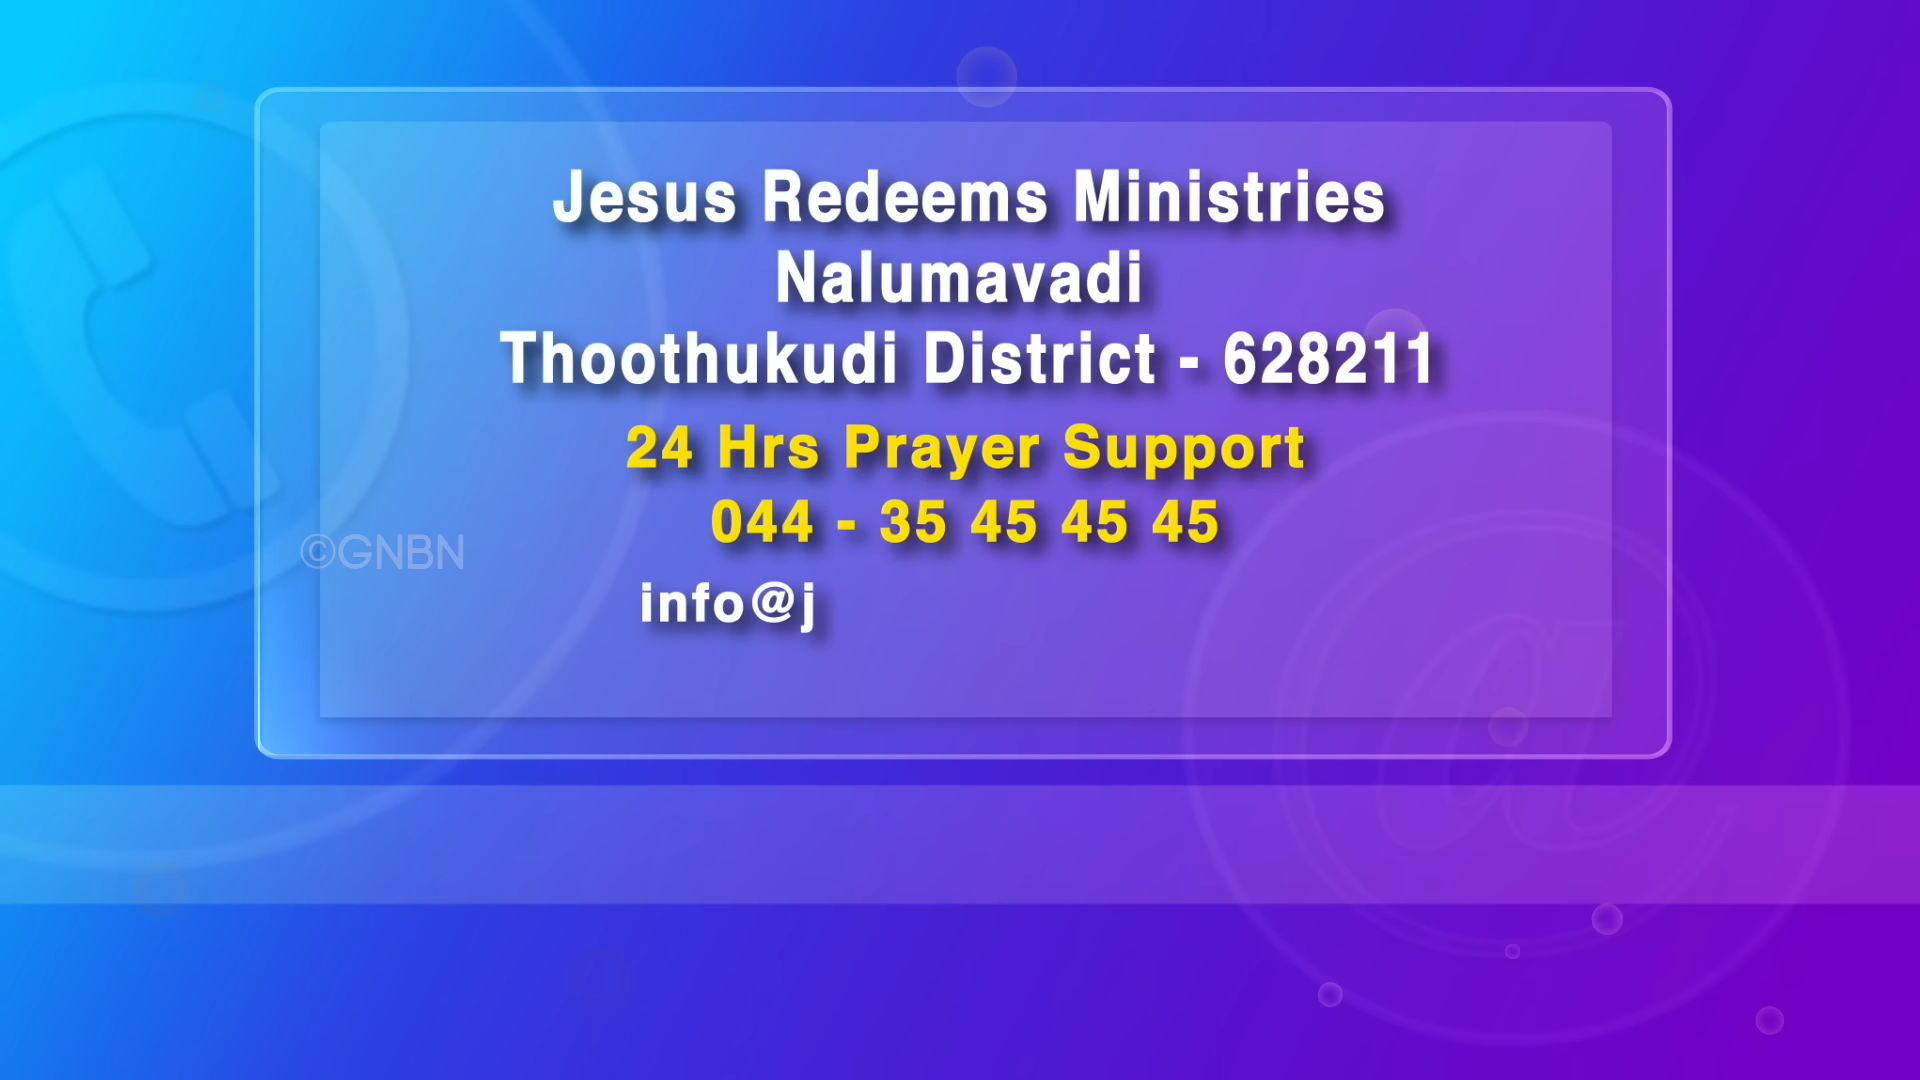 Jesus Redeems Ministries
Nalumavadi
Thoothukudi District - 628211
24 Hrs Prayer Support
044 - 35 45 45 45
©GNBN
info@j